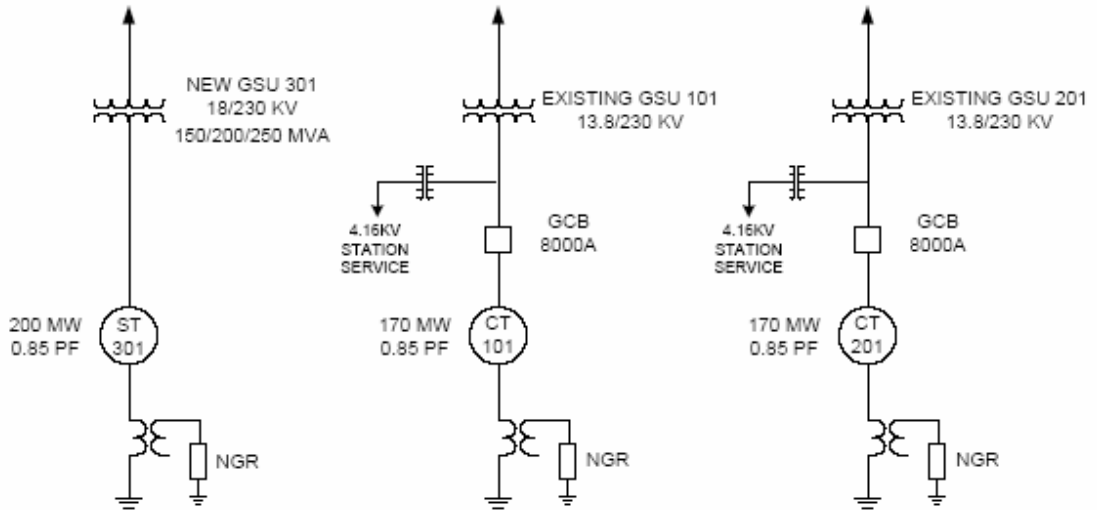 NEW GSU 301
18/230 KV
150/200/250 MVA
200 MW
0.85 PF
ST
301
NGR
EXISTING GSU 101
13.8/230 KV
4.16KV
STATION
SERVICE
GCB
8000A
170 MW
0.85 PF
CT
101
NGR
EXISTING GSU 201
13.8/230 KV
4.16KV
STATION
SERVICE
GCB
8000A
170 MW
0.85 PF
CT
201
NGR